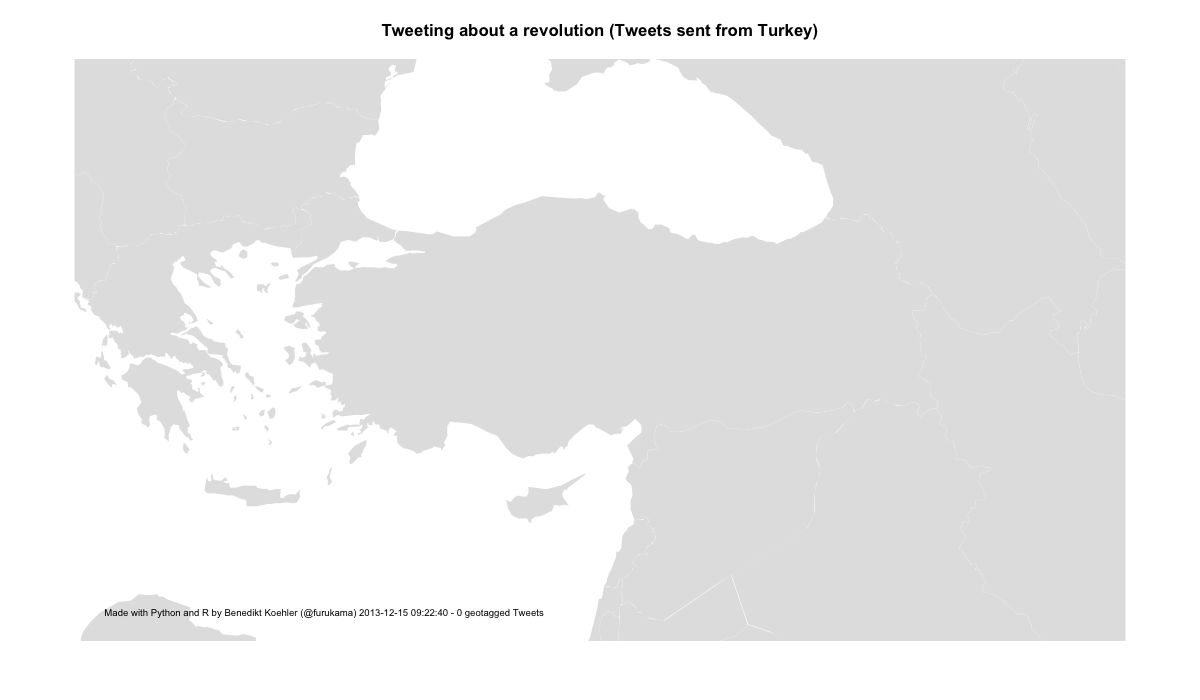 Tweeting about a revolution (Tweets sent from Turkey)
Made with Python and R by Benedikt Koehler (@furukama) 2013-12-15 09:22:40 - 0 geotagged Tweets